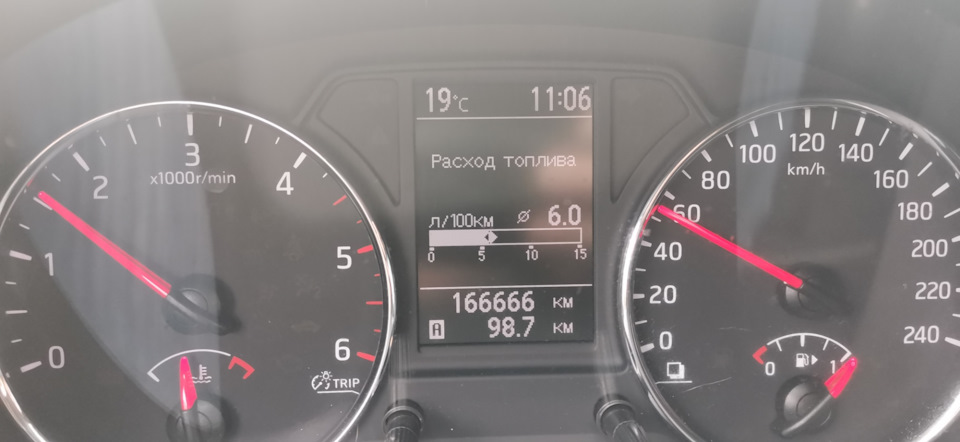 19°C 11:06
Расход топлива
л/100км ⌀ 6.0
0 5 10 15
166666 км
A 98.7 км
0
1
2
3
4
5
6
x1000r/min
TRIP
0
20
40
60
80
100
120
140
160
180
200
220
240
km/h
0 1